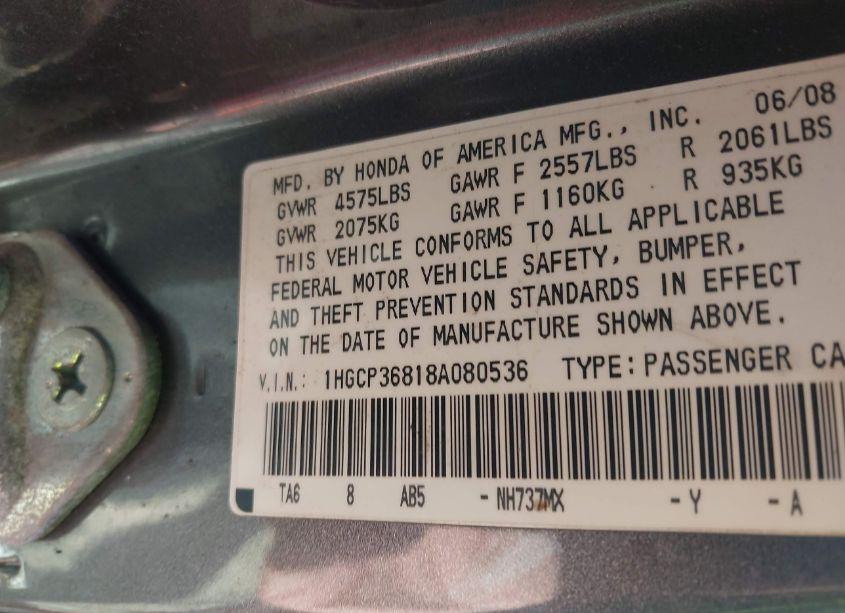 MFD. BY HONDA OF AMERICA MFG., INC. 06/08
GVWR 4575LBS GAWR F 2557LBS R 2061LBS
GVWR 2075KG GAWR F 1160KG R 935KG
THIS VEHICLE CONFORMS TO ALL APPLICABLE
FEDERAL MOTOR VEHICLE SAFETY, BUMPER,
AND THEFT PREVENTION STANDARDS IN EFFECT
ON THE DATE OF MANUFACTURE SHOWN ABOVE.
V.I.N.: 1HGCP36818A080536 TYPE:PASSENGER CA
TA6 8 AB5 -NH737MX -Y -A